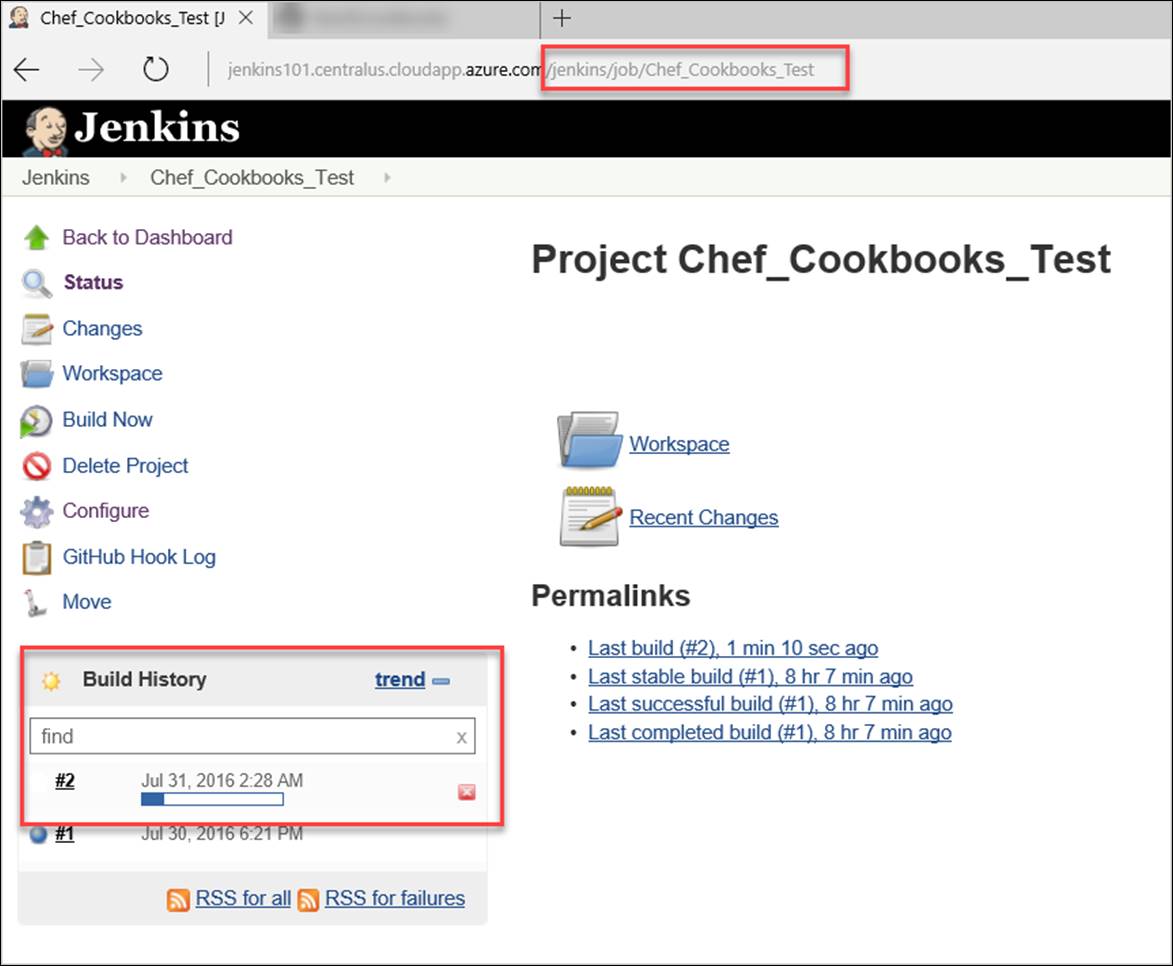 Chef_Cookbooks_Test [J
jenkins101.centralus.cloudapp.azure.com/jenkins/job/Chef_Cookbooks_Test
Jenkins
Jenkins Chef_Cookbooks_Test
Back to Dashboard
Status
Changes
Workspace
Build Now
Delete Project
Configure
GitHub Hook Log
Move
Build History trend
find x
#2 Jul 31, 2016 2:28 AM
#1 Jul 30, 2016 6:21 PM
RSS for all RSS for failures
Project Chef_Cookbooks_Test
Workspace
Recent Changes
Permalinks
• Last build (#2), 1 min 10 sec ago
• Last stable build (#1), 8 hr 7 min ago
• Last successful build (#1), 8 hr 7 min ago
• Last completed build (#1), 8 hr 7 min ago